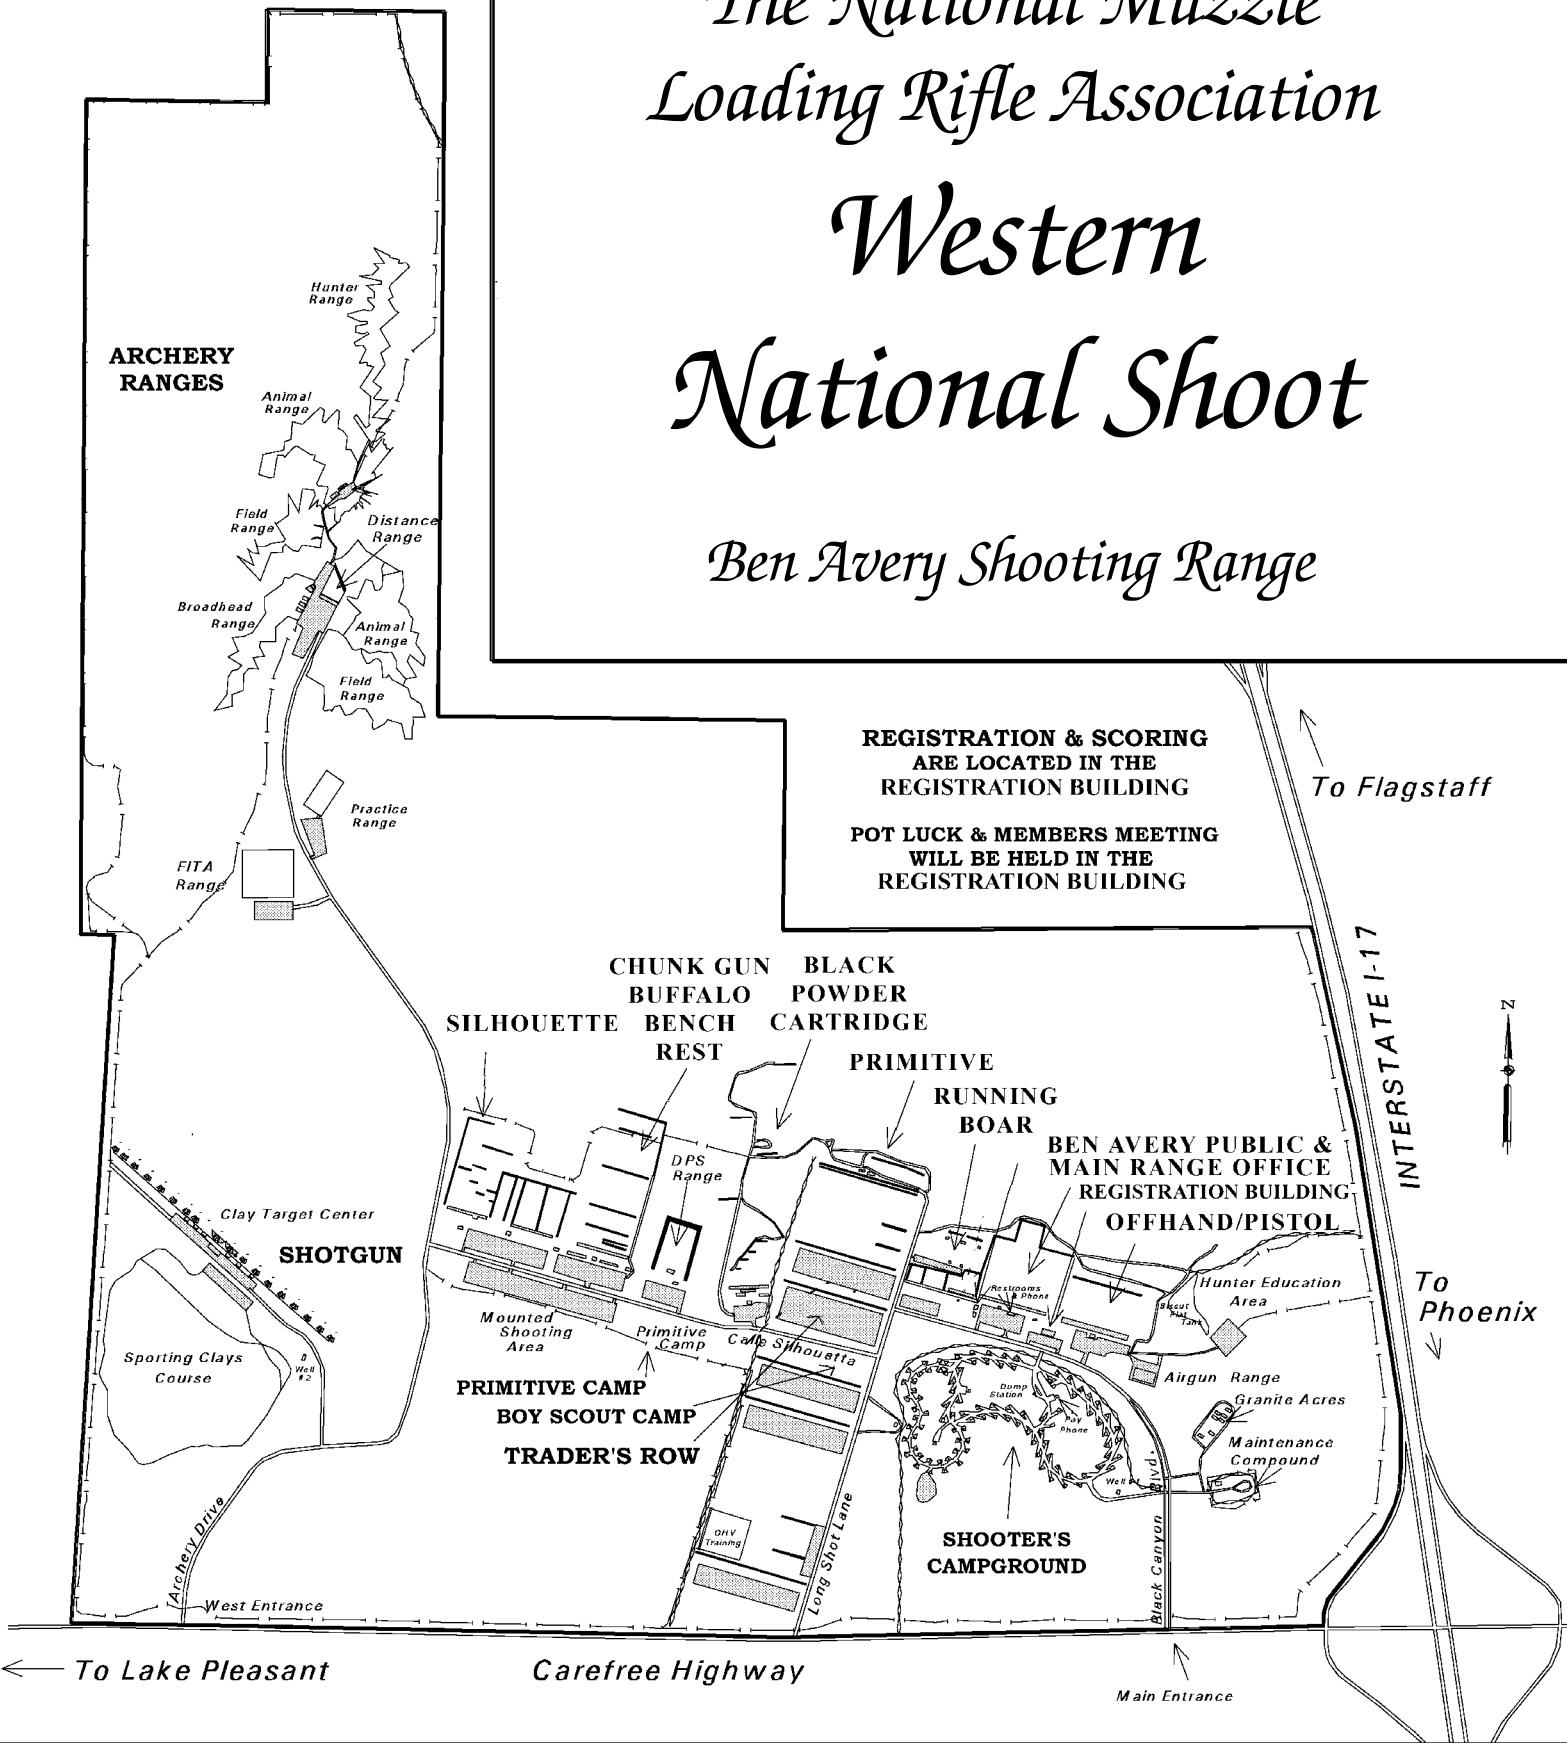 The National Muzzle
Loading Rifle Association
Western
National Shoot
Ben Avery Shooting Range
Hunter
Range
ARCHERY
RANGES
Animal
Range
Field
Range
Distance
Range
Broadhead
Range
Animal
Range
Field
Range
REGISTRATION & SCORING
ARE LOCATED IN THE
REGISTRATION BUILDING
POT LUCK & MEMBERS MEETING
WILL BE HELD IN THE
REGISTRATION BUILDING
To Flagstaff
Practice
Range
FITA
Range
INTERSTATE I-17
N
CHUNK GUN
BUFFALO
BENCH
REST
BLACK
POWDER
CARTRIDGE
SILHOUETTE
PRIMITIVE
RUNNING
BOAR
BEN AVERY PUBLIC &
MAIN RANGE OFFICE
REGISTRATION BUILDING
OFFHAND/PISTOL
DPS
Range
Clay Target Center
SHOTGUN
Hunter Education
Area
Restrooms
& Phone
Biscuit
Flat
Tank
To
Phoenix
Mounted
Shooting
Area
Primitive
Camp
Calle Silhouetta
Sporting Clays
Course
Well
#2
PRIMITIVE CAMP
BOY SCOUT CAMP
TRADER'S ROW
Dump
Station
Pay
Phone
Airgun Range
Granite Acres
Maintenance
Compound
Well #1
OHV
Training
Long Shot Lane
SHOOTER'S
CAMPGROUND
Black Canyon Blvd.
Archery Drive
West Entrance
To Lake Pleasant
Carefree Highway
Main Entrance